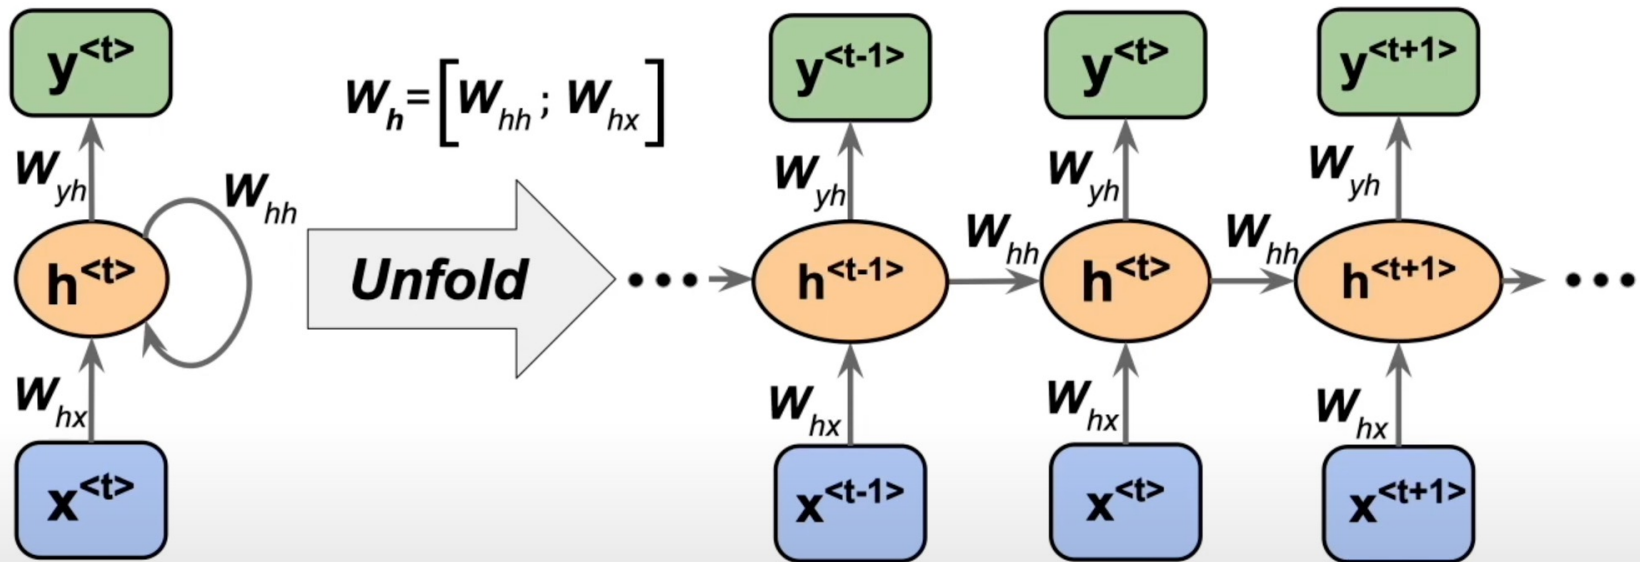 y<t>
W_yh
W_hh
h<t>
W_hx
x<t>
W_h=[W_hh ; W_hx]
Unfold
•••
y<t-1>
y<t>
y<t+1>
W_yh
W_yh
W_yh
W_hh
W_hh
h<t-1>
h<t>
h<t+1>
•••
W_hx
W_hx
W_hx
x<t-1>
x<t>
x<t+1>